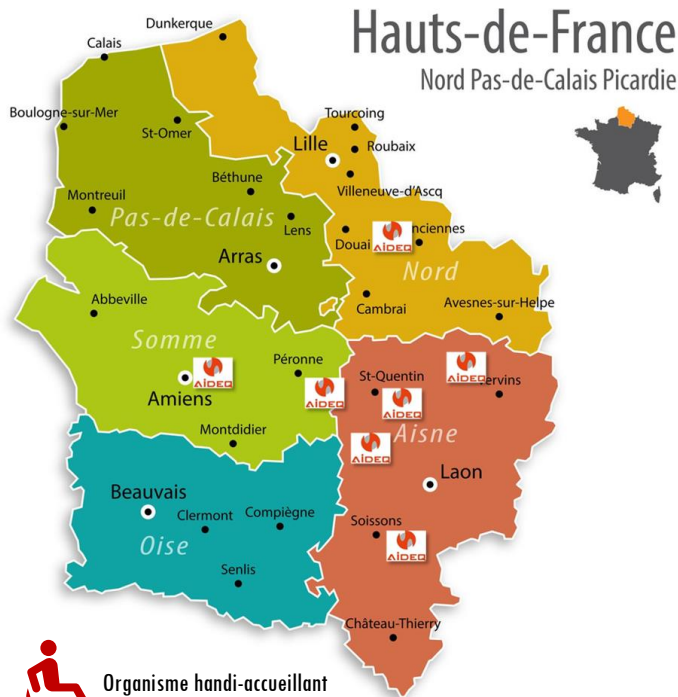 Hauts-de-France
Nord Pas-de-Calais Picardie
Dunkerque
Calais
Boulogne-sur-Mer
St-Omer
Tourcoing
Lille
Roubaix
Villeneuve-d'Ascq
Béthune
Montreuil
Pas-de-Calais
Lens
Douai
AiDEQ
nciennes
Arras
Nord
Cambrai
Avesnes-sur-Helpe
Abbeville
Somme
Péronne
Amiens
AiDEQ
AiDEQ
St-Quentin
AiDEQ
ervins
AiDEQ
Montdidier
Aisne
AiDEQ
Laon
Beauvais
Clermont
Compiègne
Soissons
AiDEQ
Oise
Senlis
Château-Thierry
Organisme handi-accueillant